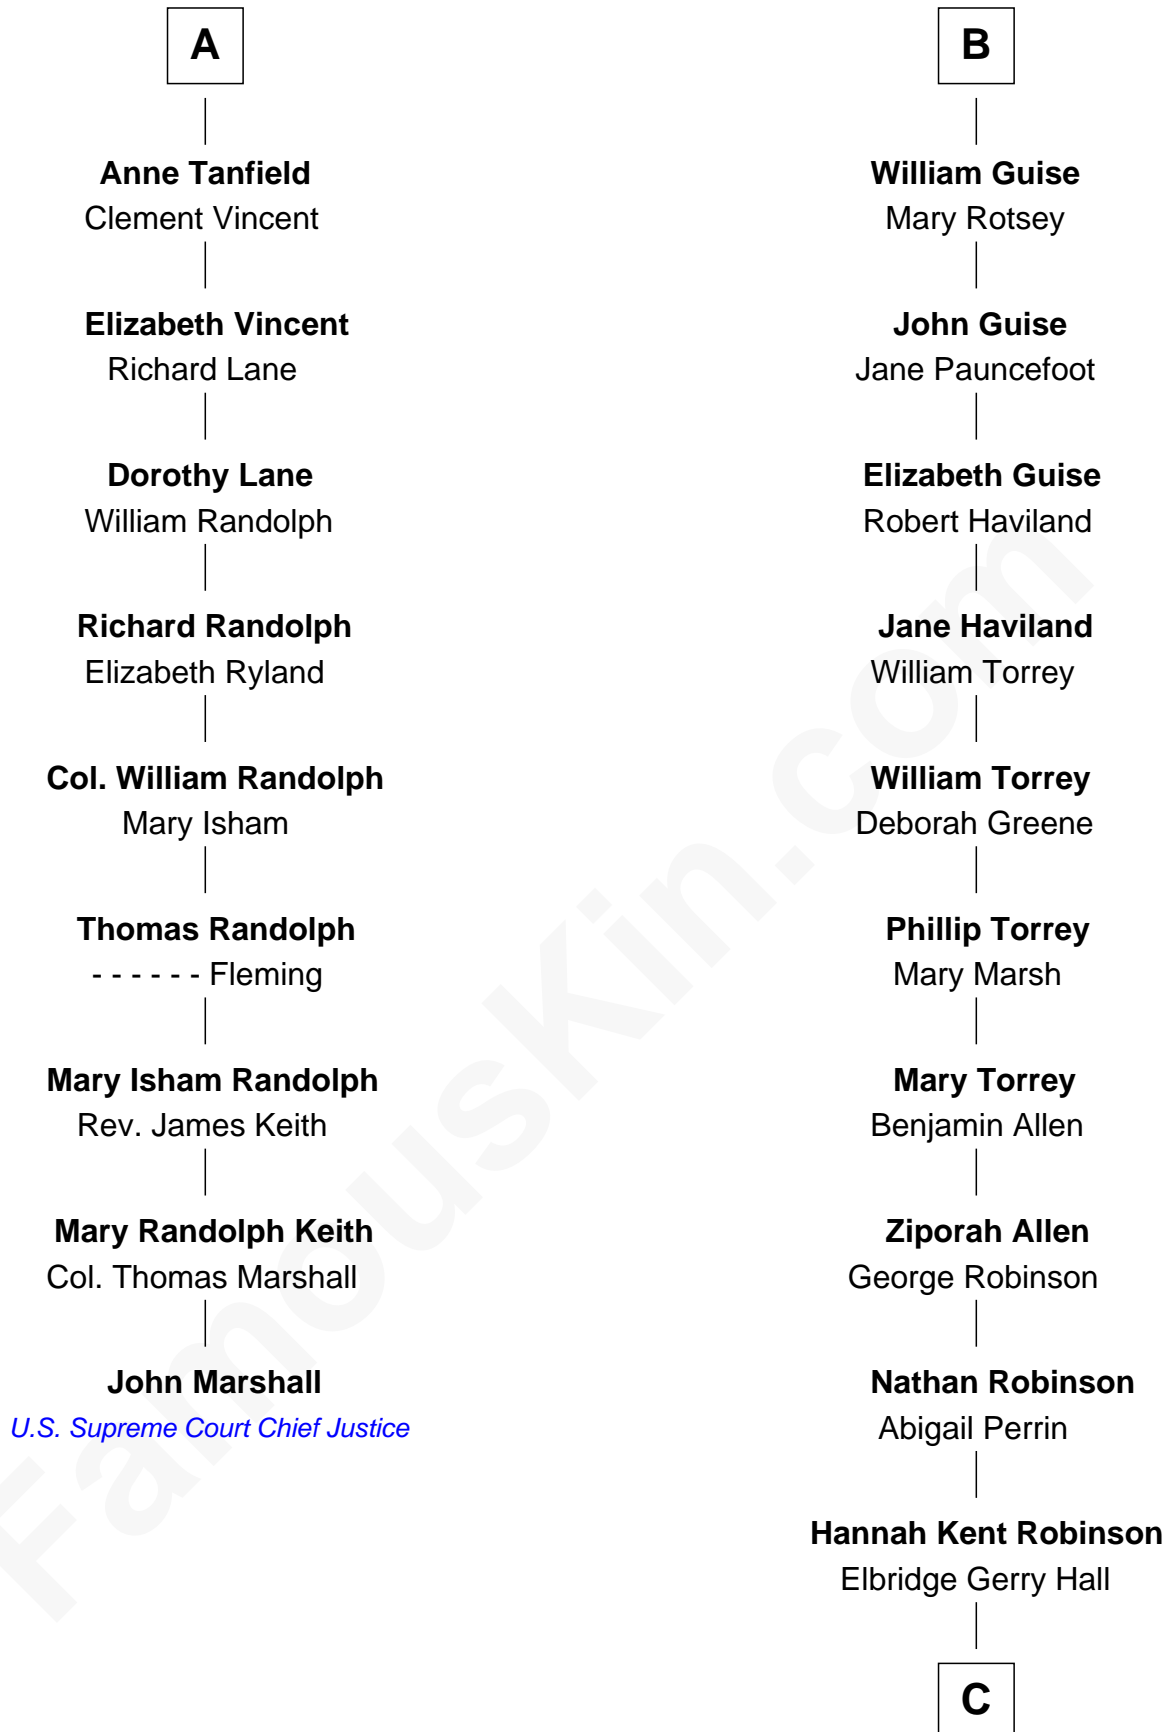 A
Anne Tanfield
Clement Vincent
Elizabeth Vincent
Richard Lane
Dorothy Lane
William Randolph
Richard Randolph
Elizabeth Ryland
Col. William Randolph
Mary Isham
Thomas Randolph
- - - - - - Fleming
Mary Isham Randolph
Rev. James Keith
Mary Randolph Keith
Col. Thomas Marshall
John Marshall
U.S. Supreme Court Chief Justice
B
William Guise
Mary Rotsey
John Guise
Jane Pauncefoot
Elizabeth Guise
Robert Haviland
Jane Haviland
William Torrey
William Torrey
Deborah Greene
Phillip Torrey
Mary Marsh
Mary Torrey
Benjamin Allen
Ziporah Allen
George Robinson
Nathan Robinson
Abigail Perrin
Hannah Kent Robinson
Elbridge Gerry Hall
C
FamousKin.com